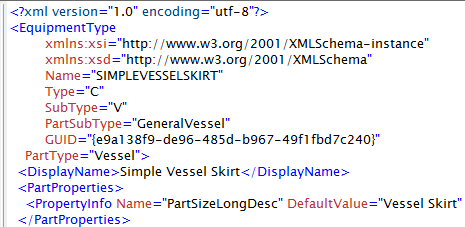 <?xml version="1.0" encoding="utf-8"?>
<EquipmentType
xmlns:xsi="http://www.w3.org/2001/XMLSchema-instance"
xmlns:xsd="http://www.w3.org/2001/XMLSchema"
Name="SIMPLEVESSELSKIRT"
Type="C"
SubType="V"
PartSubType="GeneralVessel"
GUID="{e9a138f9-de96-485d-b967-49f1fbd7c240}"
PartType="Vessel">
<DisplayName>Simple Vessel Skirt</DisplayName>
<PartProperties>
<PropertyInfo Name="PartSizeLongDesc" DefaultValue="Vessel Skirt"
</PartProperties>